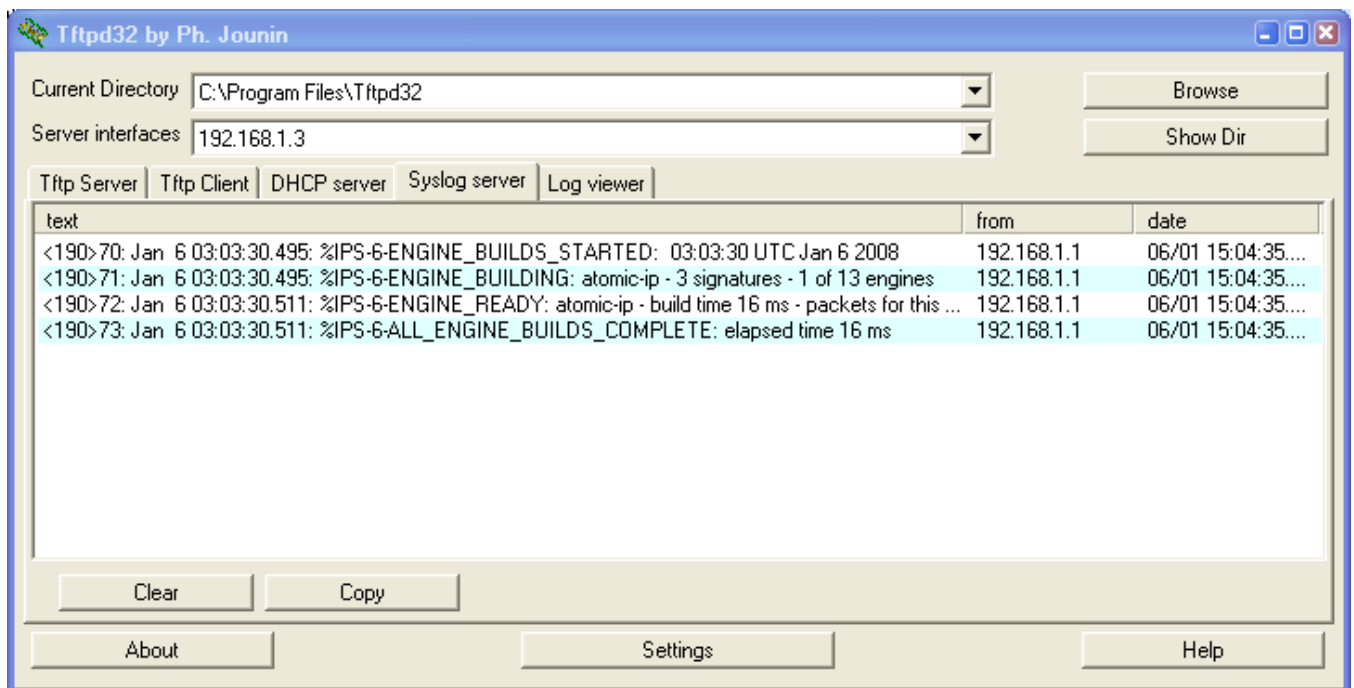 Tftpd32 by Ph. Jounin
Current Directory C:\Program Files\Tftpd32 Browse
Server interfaces 192.168.1.3 Show Dir
Tftp Server Tftp Client DHCP server Syslog server Log viewer
text from date
<190>70: Jan  6 03:03:30.495: %IPS-6-ENGINE_BUILDS_STARTED:  03:03:30 UTC Jan 6 2008 192.168.1.1 06/01 15:04:35....
<190>71: Jan  6 03:03:30.495: %IPS-6-ENGINE_BUILDING: atomic-ip - 3 signatures - 1 of 13 engines 192.168.1.1 06/01 15:04:35....
<190>72: Jan  6 03:03:30.511: %IPS-6-ENGINE_READY: atomic-ip - build time 16 ms - packets for this ... 192.168.1.1 06/01 15:04:35....
<190>73: Jan  6 03:03:30.511: %IPS-6-ALL_ENGINE_BUILDS_COMPLETE: elapsed time 16 ms 192.168.1.1 06/01 15:04:35....
Clear Copy
About Settings Help